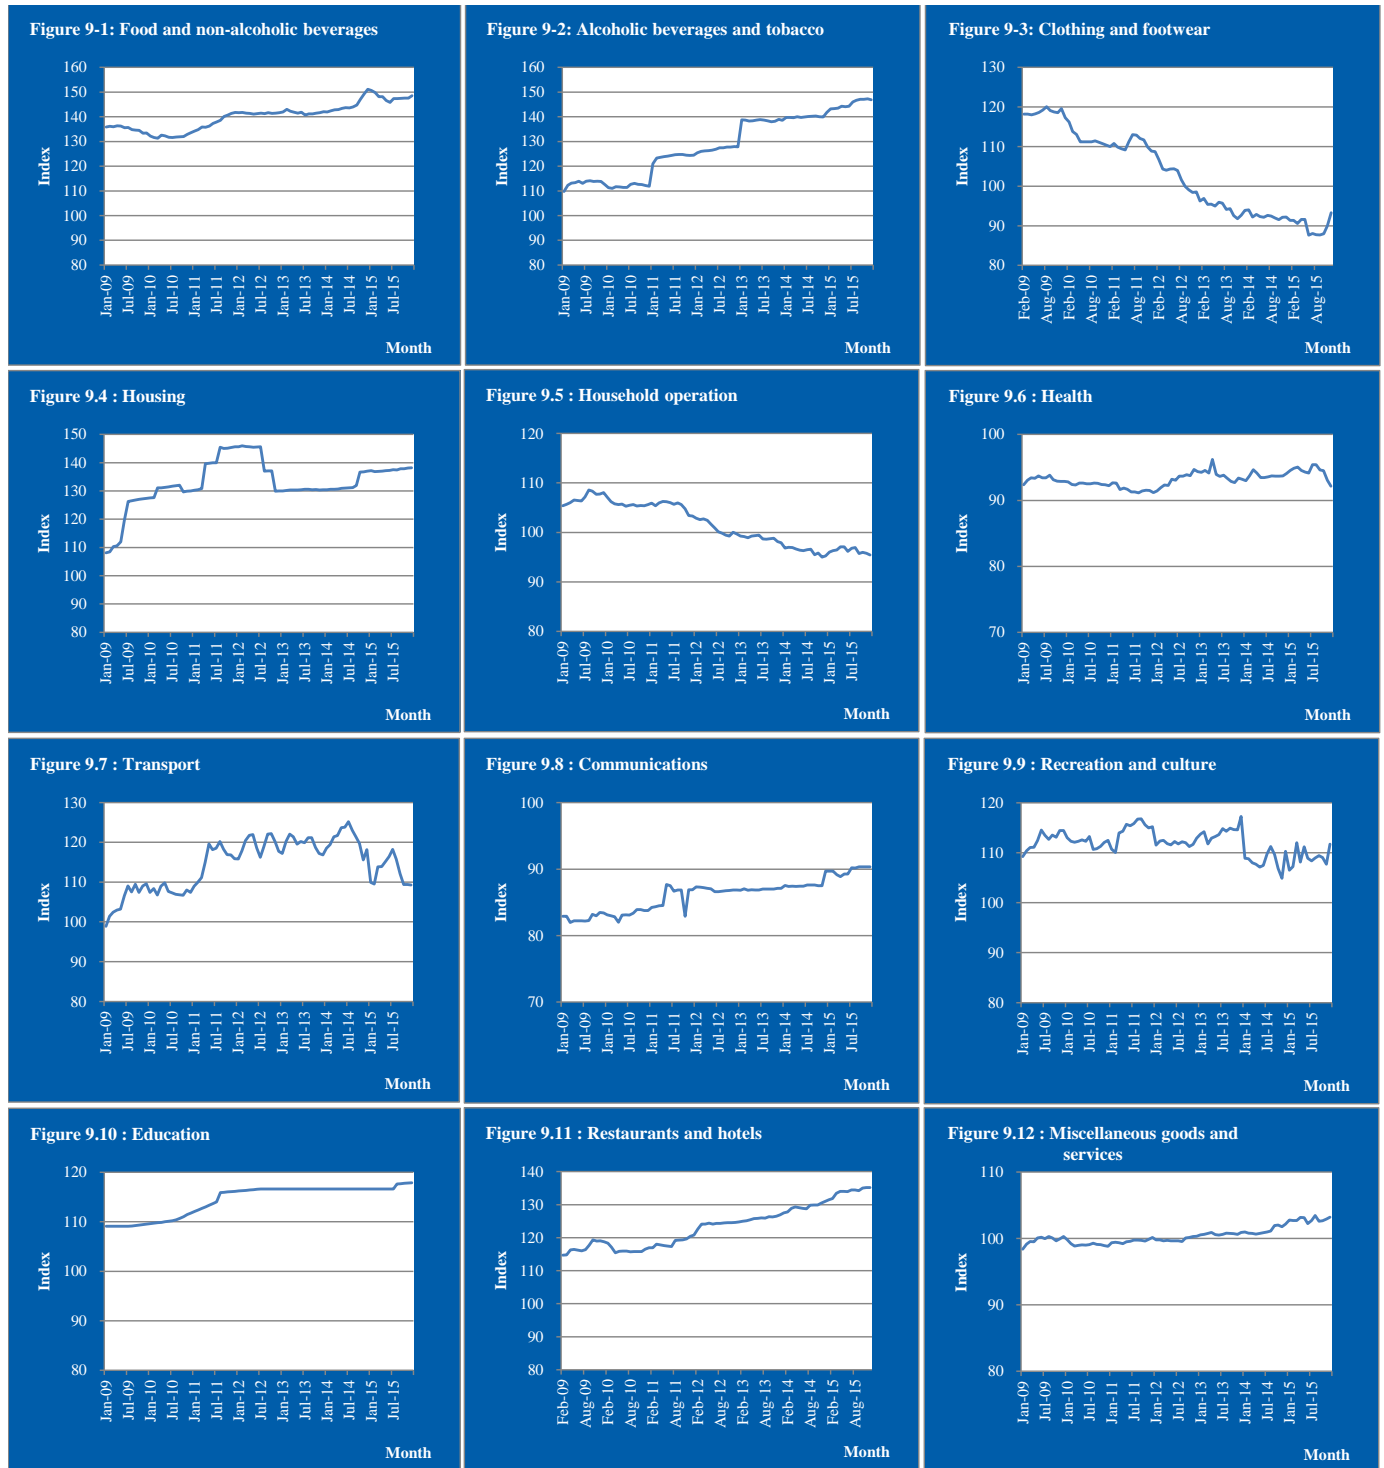 Figure 9-1: Food and non-alcoholic beverages
160
150
140
130
120
110
100
90
80
Index
Jan-09
Jul-09
Jan-10
Jul-10
Jan-11
Jul-11
Jan-12
Jul-12
Jan-13
Jul-13
Jan-14
Jul-14
Jan-15
Jul-15
Month
Figure 9-2: Alcoholic beverages and tobacco
160
150
140
130
120
110
100
90
80
Index
Jan-09
Jul-09
Jan-10
Jul-10
Jan-11
Jul-11
Jan-12
Jul-12
Jan-13
Jul-13
Jan-14
Jul-14
Jan-15
Jul-15
Month
Figure 9-3: Clothing and footwear
130
120
110
100
90
80
Index
Feb-09
Aug-09
Feb-10
Aug-10
Feb-11
Aug-11
Feb-12
Aug-12
Feb-13
Aug-13
Feb-14
Aug-14
Feb-15
Aug-15
Month
Figure 9.4 : Housing
150
140
130
120
110
100
90
80
Index
Jan-09
Jul-09
Jan-10
Jul-10
Jan-11
Jul-11
Jan-12
Jul-12
Jan-13
Jul-13
Jan-14
Jul-14
Jan-15
Jul-15
Month
Figure 9.5 : Household operation
120
110
100
90
80
Index
Jan-09
Jul-09
Jan-10
Jul-10
Jan-11
Jul-11
Jan-12
Jul-12
Jan-13
Jul-13
Jan-14
Jul-14
Jan-15
Jul-15
Month
Figure 9.6 : Health
100
90
80
70
Index
Jan-09
Jul-09
Jan-10
Jul-10
Jan-11
Jul-11
Jan-12
Jul-12
Jan-13
Jul-13
Jan-14
Jul-14
Jan-15
Jul-15
Month
Figure 9.7 : Transport
130
120
110
100
90
80
Index
Jan-09
Jul-09
Jan-10
Jul-10
Jan-11
Jul-11
Jan-12
Jul-12
Jan-13
Jul-13
Jan-14
Jul-14
Jan-15
Jul-15
Month
Figure 9.8 : Communications
100
90
80
70
Index
Jan-09
Jul-09
Jan-10
Jul-10
Jan-11
Jul-11
Jan-12
Jul-12
Jan-13
Jul-13
Jan-14
Jul-14
Jan-15
Jul-15
Month
Figure 9.9 : Recreation and culture
120
110
100
90
80
Index
Jan-09
Jul-09
Jan-10
Jul-10
Jan-11
Jul-11
Jan-12
Jul-12
Jan-13
Jul-13
Jan-14
Jul-14
Jan-15
Jul-15
Month
Figure 9.10 : Education
120
110
100
90
80
Index
Jan-09
Jul-09
Jan-10
Jul-10
Jan-11
Jul-11
Jan-12
Jul-12
Jan-13
Jul-13
Jan-14
Jul-14
Jan-15
Jul-15
Month
Figure 9.11 : Restaurants and hotels
140
130
120
110
100
90
80
Index
Feb-09
Aug-09
Feb-10
Aug-10
Feb-11
Aug-11
Feb-12
Aug-12
Feb-13
Aug-13
Feb-14
Aug-14
Feb-15
Aug-15
Month
Figure 9.12 : Miscellaneous goods and
services
110
100
90
80
Index
Jan-09
Jul-09
Jan-10
Jul-10
Jan-11
Jul-11
Jan-12
Jul-12
Jan-13
Jul-13
Jan-14
Jul-14
Jan-15
Jul-15
Month